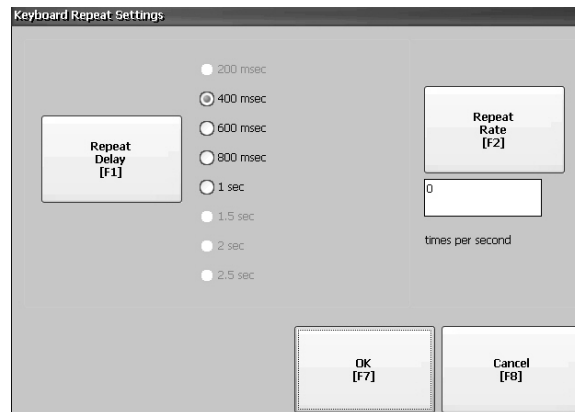 Keyboard Repeat Settings
200 msec
400 msec
600 msec
800 msec
1 sec
1.5 sec
2 sec
2.5 sec
Repeat
Delay
[F1]
Repeat
Rate
[F2]
0
times per second
OK
[F7]
Cancel
[F8]